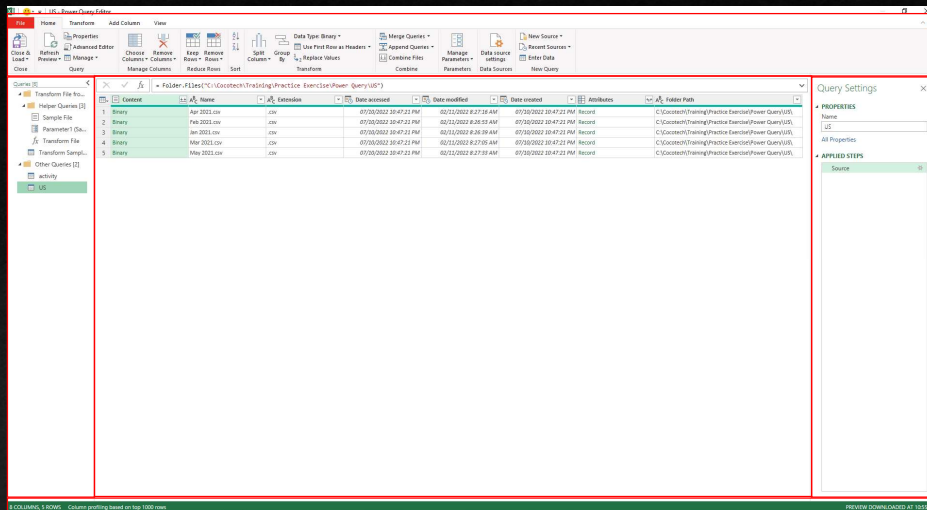 US - Power Query Editor
File Home Transform Add Column View
Close & Load
Refresh Preview
Properties
Advanced Editor
Manage
Choose Columns
Remove Columns
Keep Rows
Remove Rows
Split Column
Group By
Data Type: Binary
Use First Row as Headers
Replace Values
Merge Queries
Append Queries
Combine Files
Manage Parameters
Data source settings
New Source
Recent Sources
Enter Data
Close Query Manage Columns Reduce Rows Sort Transform Combine Parameters Data Sources New Query
Queries [6]
Transform File fro...
Helper Queries [3]
Sample File
Parameter1 (Sa...
fx Transform File
Transform Sampl...
Other Queries [2]
activity
US
fx = Folder.Files("C:\Cocotech\Training\Practice Exercise\Power Query\US")
Content Name Extension Date accessed Date modified Date created Attributes Folder Path
1 Binary Apr 2021.csv .csv 07/10/2022 10:47:21 PM 02/11/2022 8:27:16 AM 07/10/2022 10:47:21 PM Record C:\Cocotech\Training\Practice Exercise\Power Query\US\
2 Binary Feb 2021.csv .csv 07/10/2022 10:47:21 PM 02/11/2022 8:26:53 AM 07/10/2022 10:47:21 PM Record C:\Cocotech\Training\Practice Exercise\Power Query\US\
3 Binary Jan 2021.csv .csv 07/10/2022 10:47:21 PM 02/11/2022 8:26:39 AM 07/10/2022 10:47:21 PM Record C:\Cocotech\Training\Practice Exercise\Power Query\US\
4 Binary Mar 2021.csv .csv 07/10/2022 10:47:21 PM 02/11/2022 8:27:05 AM 07/10/2022 10:47:21 PM Record C:\Cocotech\Training\Practice Exercise\Power Query\US\
5 Binary May 2021.csv .csv 07/10/2022 10:47:21 PM 02/11/2022 8:27:33 AM 07/10/2022 10:47:21 PM Record C:\Cocotech\Training\Practice Exercise\Power Query\US\
Query Settings
PROPERTIES
Name
US
All Properties
APPLIED STEPS
Source
8 COLUMNS, 5 ROWS Column profiling based on top 1000 rows
PREVIEW DOWNLOADED AT